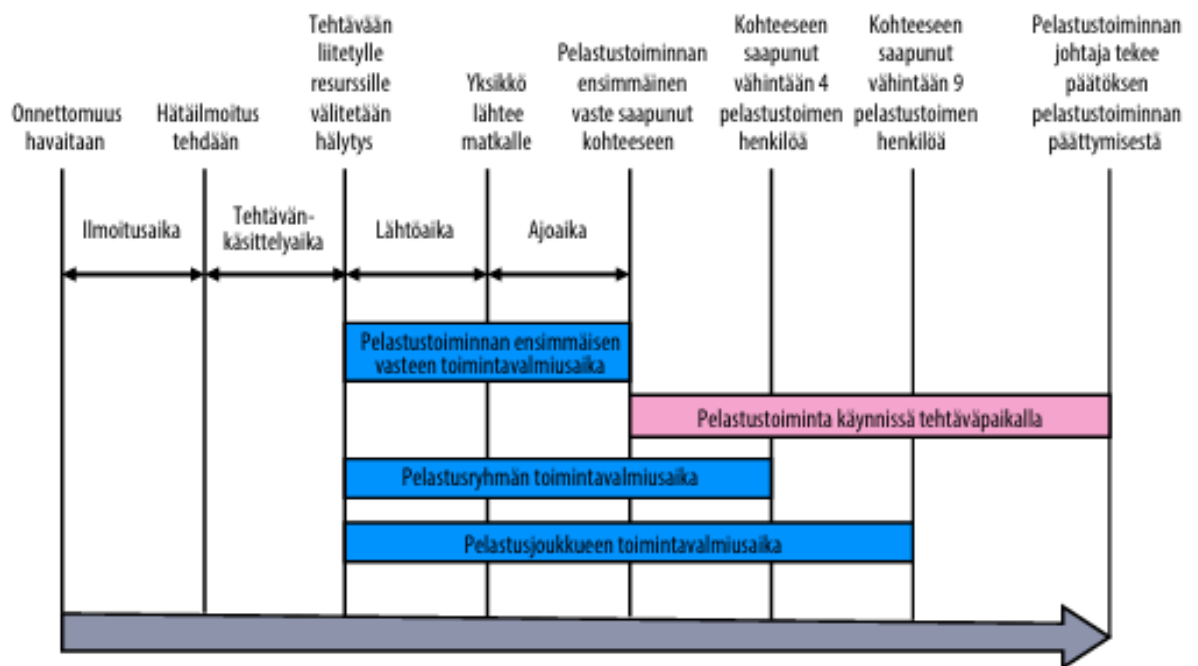 Onnettomuus
havaitaan
Hätäilmoitus
tehdään
Tehtävään
liitetylle
resurssille
välitetään
hälytys
Yksikkö
lähtee
matkalle
Pelastustoiminnan
ensimmäinen
vaste saapunut
kohteeseen
Kohteeseen
saapunut
vähintään 4
pelastustoimen
henkilöä
Kohteeseen
saapunut
vähintään 9
pelastustoimen
henkilöä
Pelastustoiminnan
johtaja tekee
päätöksen
pelastustoiminnan
päättymisestä
Ilmoitusaika
Tehtävän-
käsittelyaika
Lähtöaika
Ajoaika
Pelastustoiminnan ensimmäisen
vasteen toimintavalmiusaika
Pelastustoiminta käynnissä tehtäväpaikalla
Pelastusryhmän toimintavalmiusaika
Pelastusjoukkueen toimintavalmiusaika